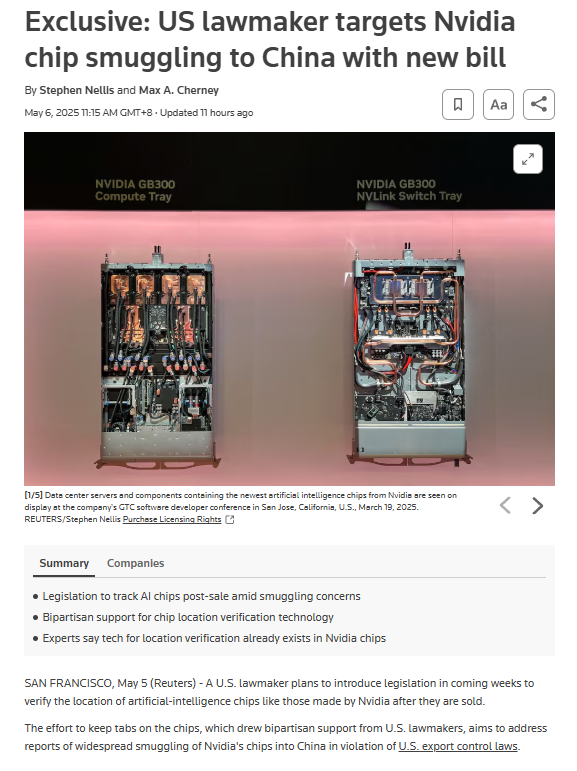 Exclusive: US lawmaker targets Nvidia
chip smuggling to China with new bill
By Stephen Nellis and Max A. Cherney
May 6, 2025 11:15 AM GMT+8 · Updated 11 hours ago
Aa
NVIDIA GB300
Compute Tray
NVIDIA GB300
NVLink Switch Tray
[1/5] Data center servers and components containing the newest artificial intelligence chips from Nvidia are seen on
display at the company's GTC software developer conference in San Jose, California, U.S., March 19, 2025.
REUTERS/Stephen Nellis Purchase Licensing Rights
Summary
Companies
• Legislation to track AI chips post-sale amid smuggling concerns
• Bipartisan support for chip location verification technology
• Experts say tech for location verification already exists in Nvidia chips
SAN FRANCISCO, May 5 (Reuters) - A U.S. lawmaker plans to introduce legislation in coming weeks to
verify the location of artificial-intelligence chips like those made by Nvidia after they are sold.
The effort to keep tabs on the chips, which drew bipartisan support from U.S. lawmakers, aims to address
reports of widespread smuggling of Nvidia's chips into China in violation of U.S. export control laws.